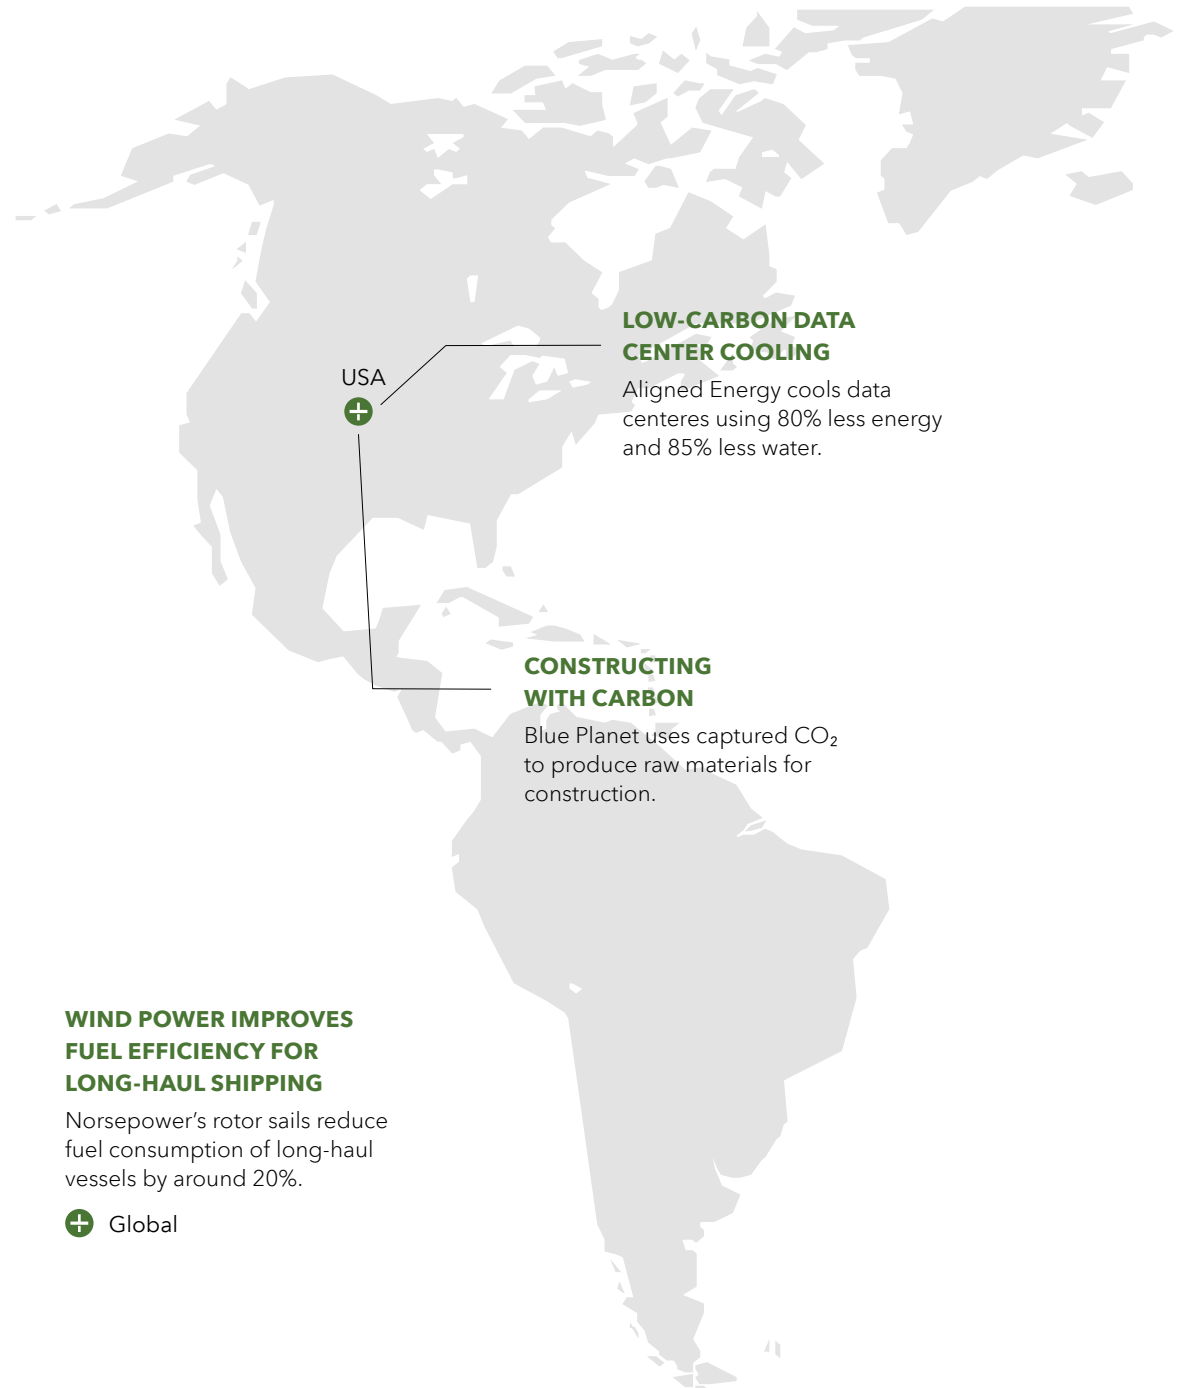 LOW-CARBON DATA
CENTER COOLING
USA
Aligned Energy cools data
centeres using 80% less energy
and 85% less water.
CONSTRUCTING
WITH CARBON
Blue Planet uses captured CO₂
to produce raw materials for
construction.
WIND POWER IMPROVES
FUEL EFFICIENCY FOR
LONG-HAUL SHIPPING
Norsepower’s rotor sails reduce
fuel consumption of long-haul
vessels by around 20%.
Global